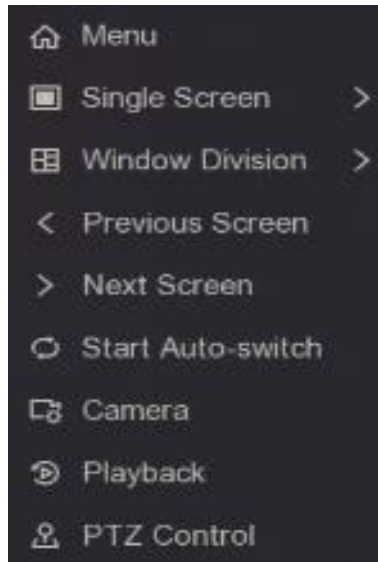 Menu
Single Screen
Window Division
Previous Screen
Next Screen
Start Auto-switch
Camera
Playback
PTZ Control